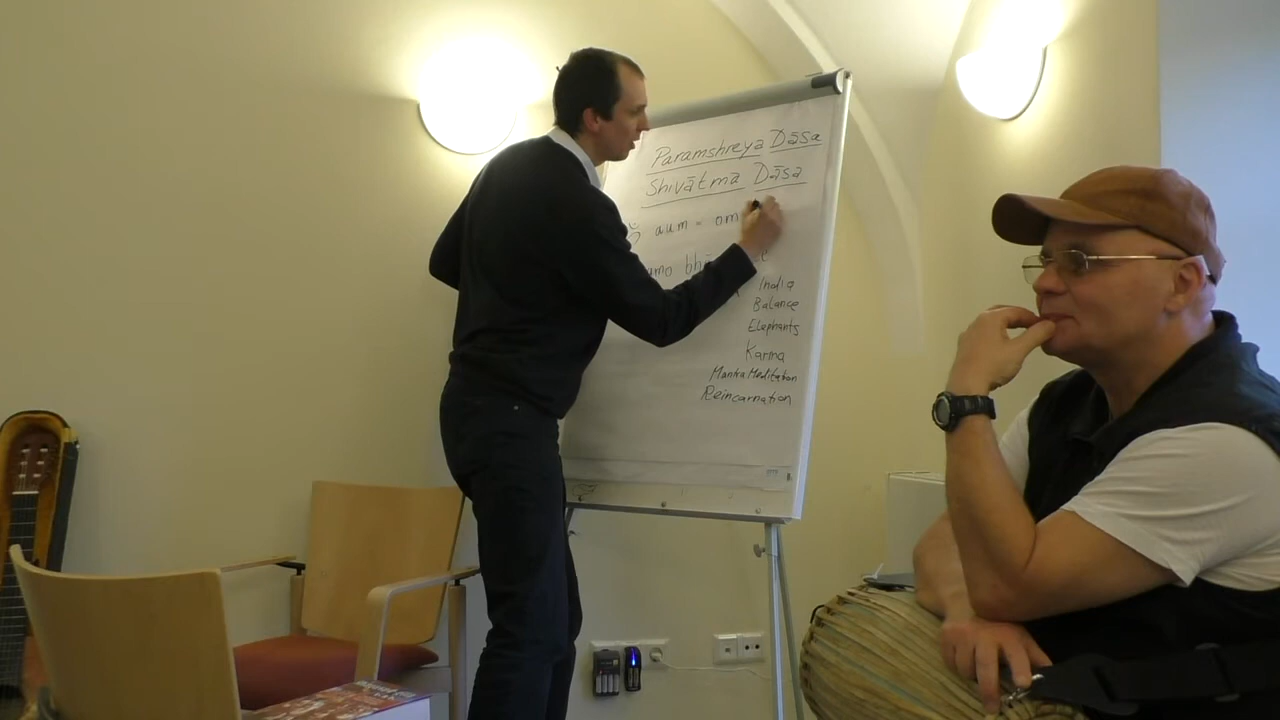 Paramshreya Dāsa
Shivātma Dāsa
aum = om
India
Balance
Elephants
Karma
Mantra Meditation
Reincarnation